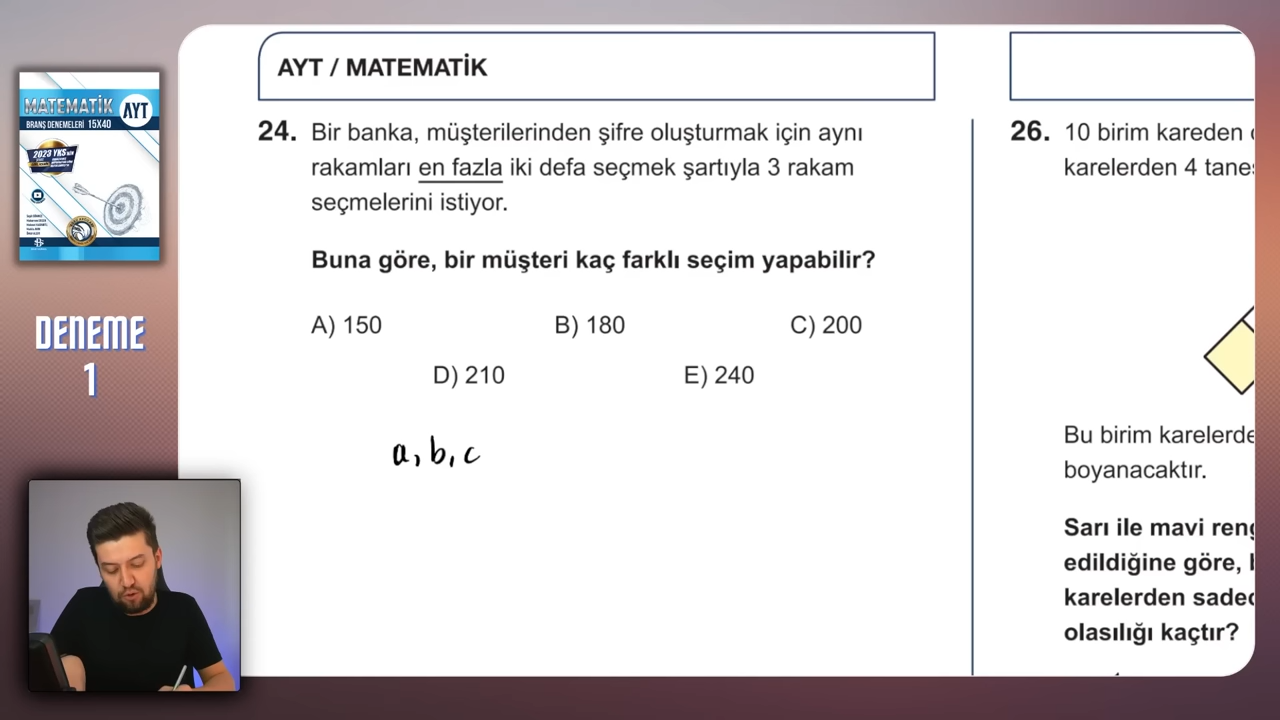 MATEMATİK
AYT
BRANŞ DENEMELERİ 15X40
2023 YKS'NİN
DENEME
1
AYT / MATEMATİK
24. Bir banka, müşterilerinden şifre oluşturmak için aynı
rakamları en fazla iki defa seçmek şartıyla 3 rakam
seçmelerini istiyor.
Buna göre, bir müşteri kaç farklı seçim yapabilir?
A) 150 B) 180 C) 200
D) 210 E) 240
a, b, c
26. 10 birim kareden
karelerden 4 tane
Bu birim karelerde
boyanacaktır.
Sarı ile mavi reng
edildiğine göre,
karelerden sadec
olasılığı kaçtır?